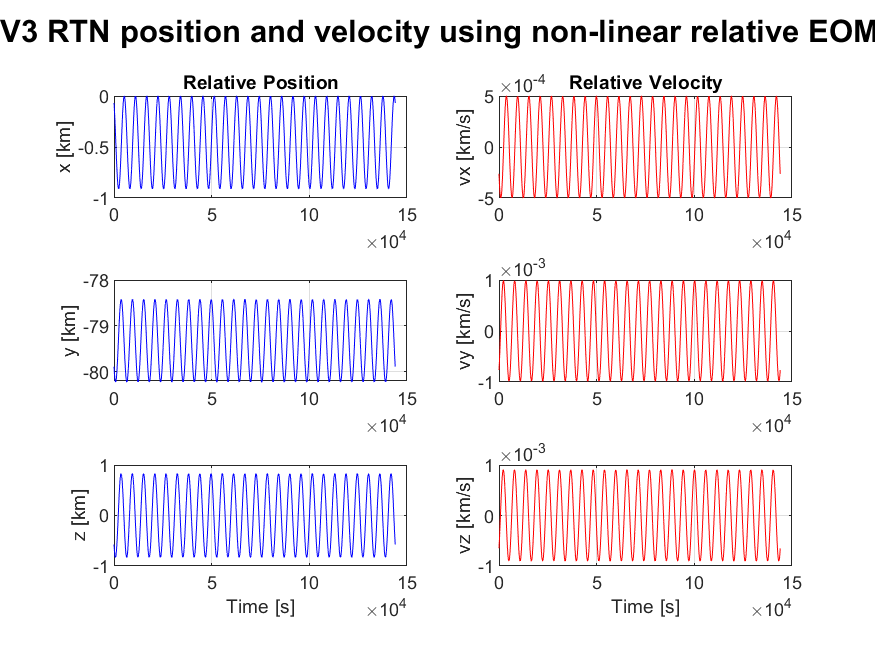 V3 RTN position and velocity using non-linear relative EOM
Relative Position
x [km]
0
-0.5
-1
0 5 10 15
×10^4
Relative Velocity
×10^-4
vx [km/s]
5
0
-5
0 5 10 15
×10^4
y [km]
-78
-79
-80
0 5 10 15
×10^4
×10^-3
vy [km/s]
1
0
-1
0 5 10 15
×10^4
z [km]
1
0
-1
0 5 10 15
Time [s]
×10^4
×10^-3
vz [km/s]
1
0
-1
0 5 10 15
Time [s]
×10^4